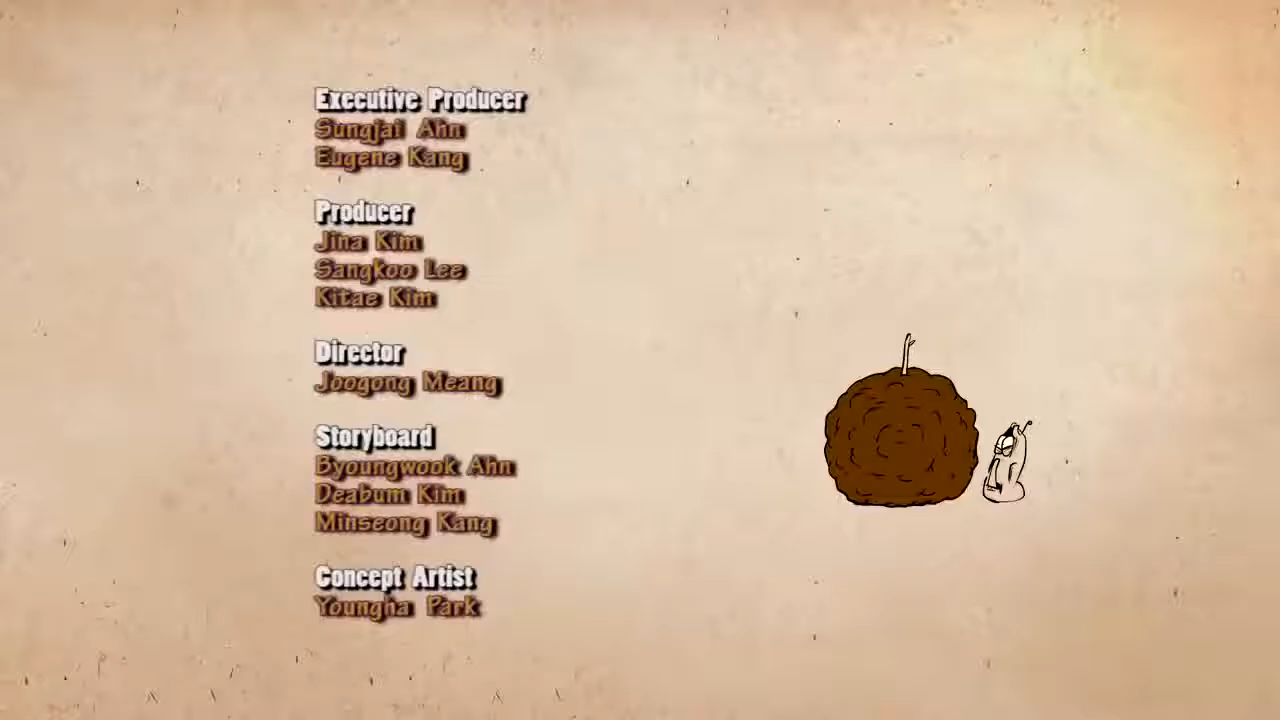 Executive Producer
Sungjai Ahn
Eugene Kang
Producer
Jina Kim
Sangkoo Lee
Kitae Kim
Director
Joogong Meang
Storyboard
Byoungwook Ahn
Deabum Kim
Minseong Kang
Concept Artist
Youngha Park